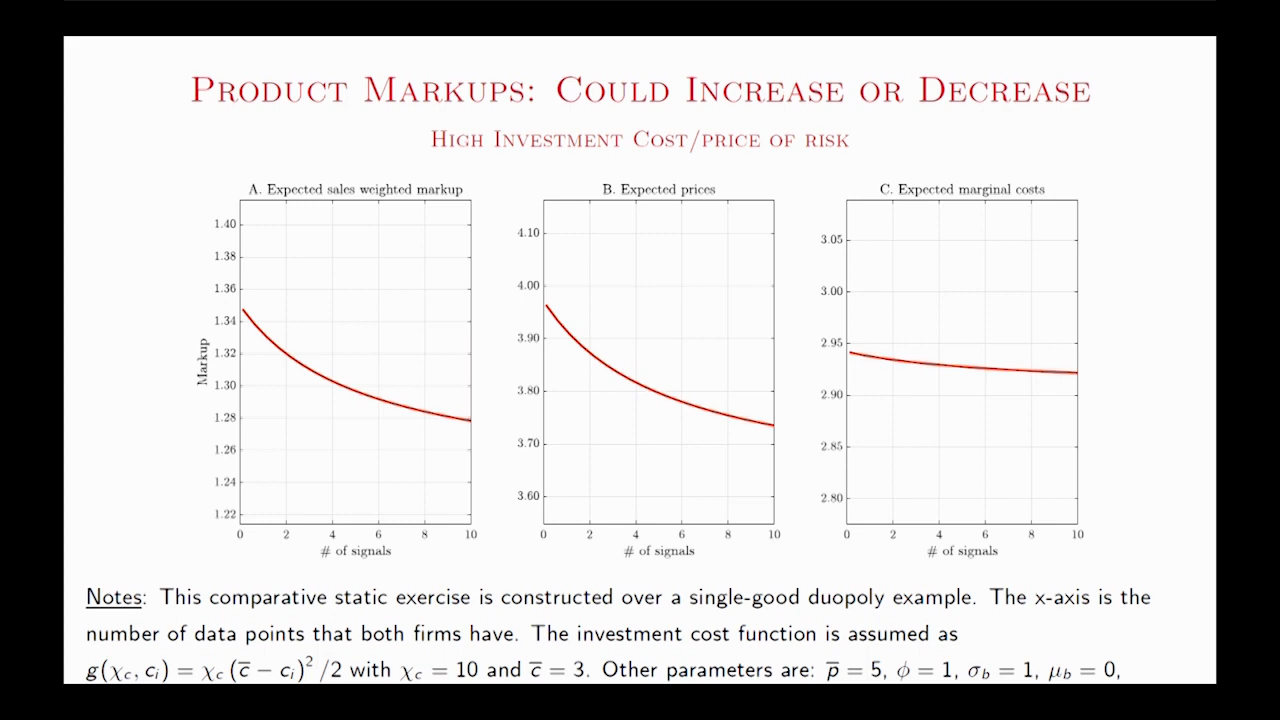 Product Markups: Could Increase or Decrease
High Investment Cost/price of risk
A. Expected sales weighted markup
1.40
1.38
1.36
1.34
1.32
1.30
1.28
1.26
1.24
1.22
Markup
0 2 4 6 8 10
# of signals
B. Expected prices
4.10
4.00
3.90
3.80
3.70
3.60
0 2 4 6 8 10
# of signals
C. Expected marginal costs
3.05
3.00
2.95
2.90
2.85
2.80
0 2 4 6 8 10
# of signals
Notes: This comparative static exercise is constructed over a single-good duopoly example. The x-axis is the
number of data points that both firms have. The investment cost function is assumed as
g(χ_c, c_i) = χ_c (c̅ − c_i)² /2 with χ_c = 10 and c̅ = 3. Other parameters are: p̅ = 5, ϕ = 1, σ_b = 1, μ_b = 0,